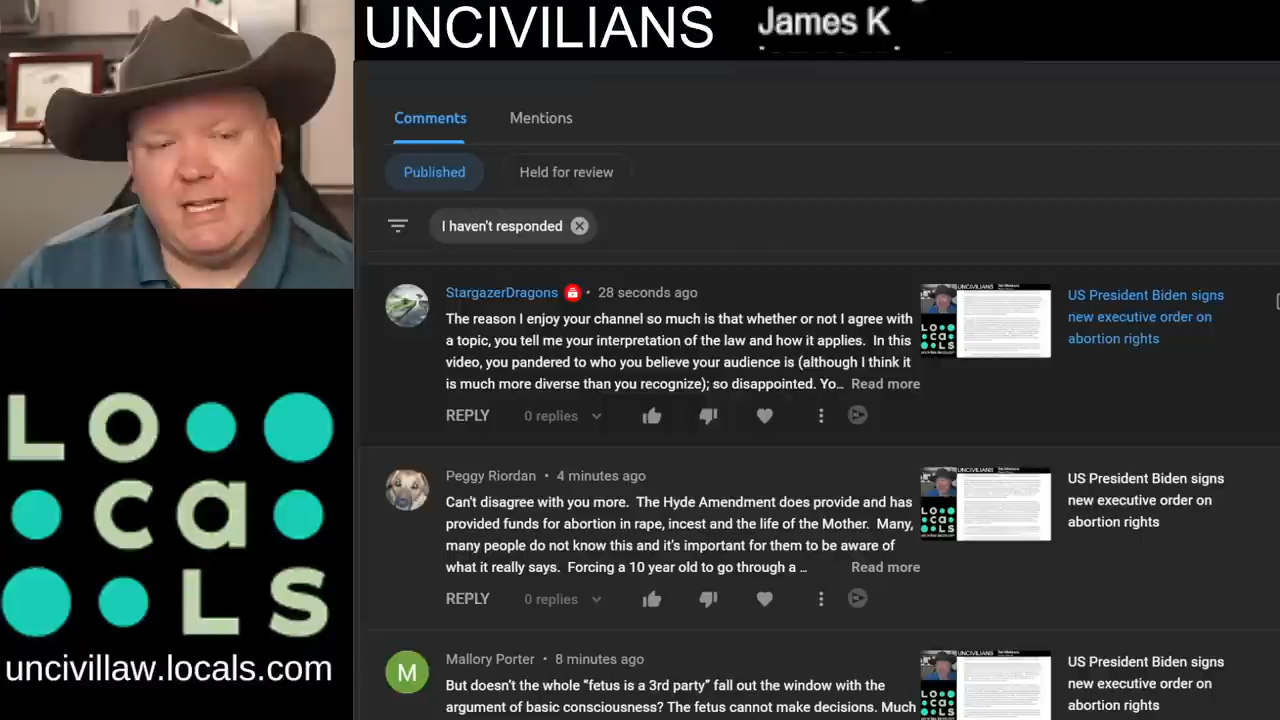 UNCIVILIANS
James K
Comments
Mentions
Published
Held for review
I haven't responded
StargazerDragons • 28 seconds ago
The reason I enjoy your channel so much is that whether or not I agree with
a topic, you tell me your interpretation of the law and how it applies. In this
video, you pandered to who you believe your audience is (although I think it
is much more diverse than you recognize); so disappointed. Yo… Read more
REPLY 0 replies
US President Biden signs
new executive order on
abortion rights
Peggy Riordan • 4 minutes ago
Can't disagree with you more. The Hyde Amendment does provide and has
provided funds for abortion in rape, incest and the life of the Mother. Many,
many people do not know this and it's important for them to be aware of
what it really says. Forcing a 10 year old to go through a … Read more
REPLY 0 replies
US President Biden signs
new executive order on
abortion rights
M
Mallory Porter • 8 minutes ago
But doesn't the whole “fetus is a 3rd party” fall out the window with the
argument of being consciousness? The fetus can't make decisions. Much
US President Biden signs
new executive order on
abortion rights
LOCALS
uncivillaw.locals.com